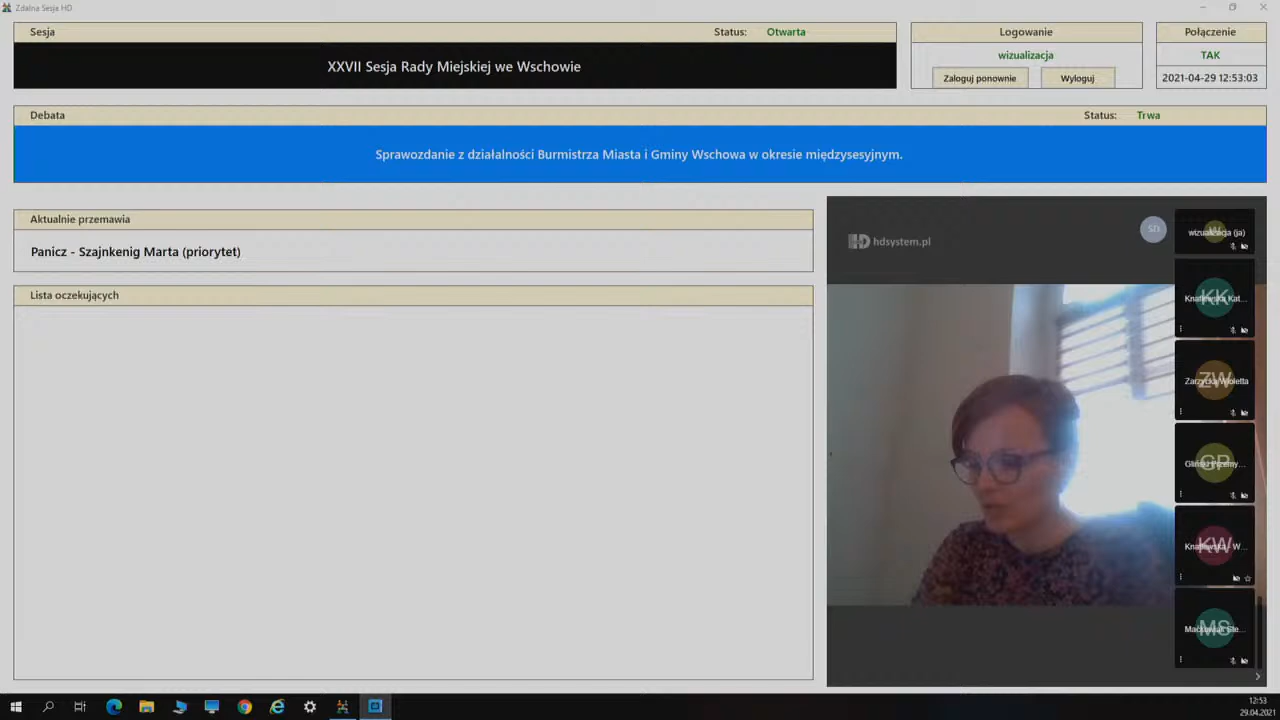 Zdalna Sesja HD
Sesja
Status: Otwarta
XXVII Sesja Rady Miejskiej we Wschowie
Logowanie
wizualizacja
Zaloguj ponownie
Wyloguj
Połączenie
TAK
2021-04-29 12:53:03
Debata
Status: Trwa
Sprawozdanie z działalności Burmistrza Miasta i Gminy Wschowa w okresie międzysesyjnym.
Aktualnie przemawia
Panicz - Szajnkenig Marta (priorytet)
Lista oczekujących
HD hdsystem.pl
SD
wizualizacja (ja)
KK
Knaflewska Kat...
ZW
Zarzycka Wioletta
GP
KW
MS
12:53
29.04.2021